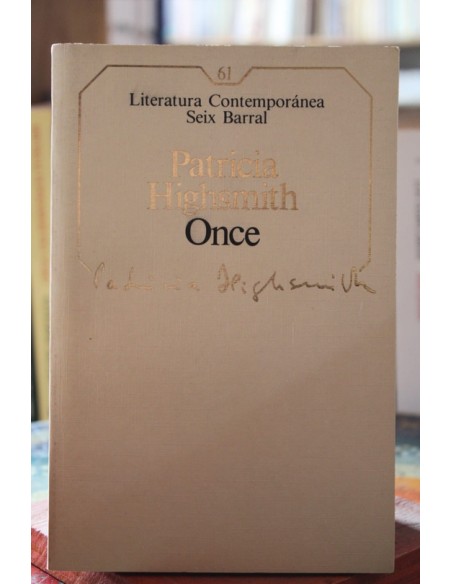 61
Literatura Contemporánea
Seix Barral
Patricia
Highsmith
Once
Patricia Highsmith